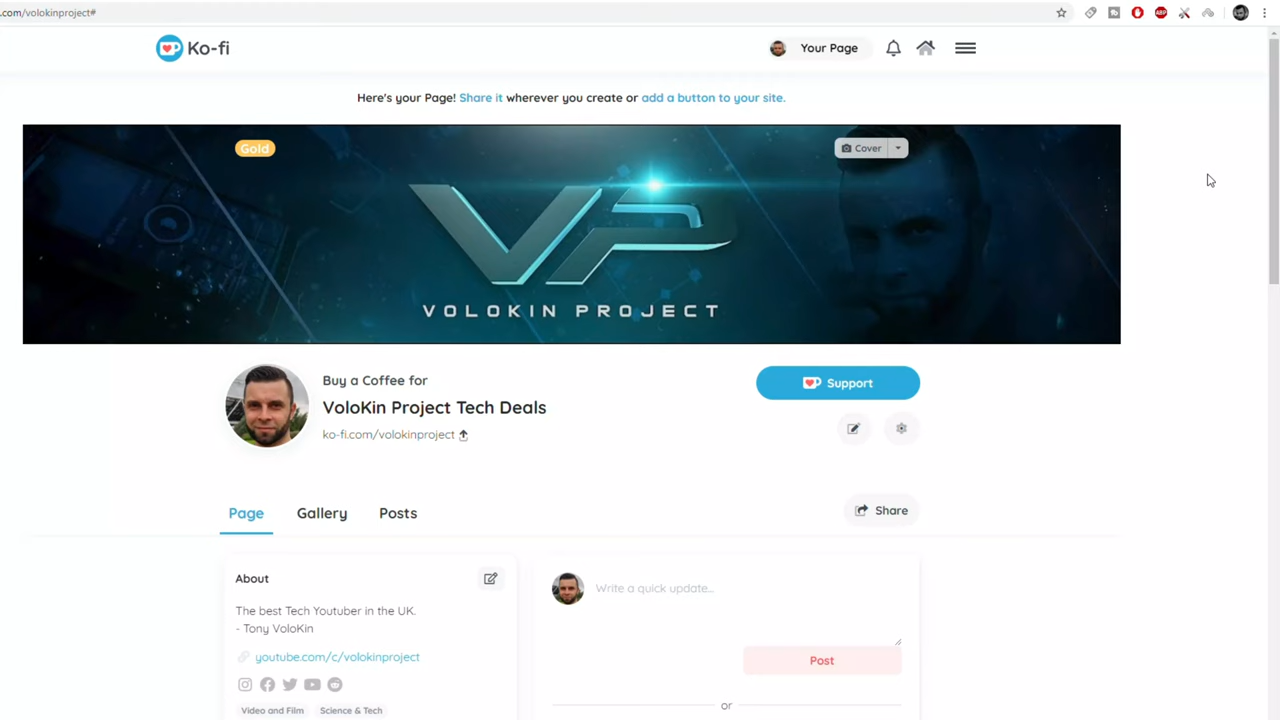 .com/volokinproject#
ABP
Ko-fi
Your Page
Here's your Page! Share it wherever you create or add a button to your site.
Gold
Cover
VP
VOLOKIN PROJECT
Buy a Coffee for
VoloKin Project Tech Deals
Support
ko-fi.com/volokinproject
Page Gallery Posts
Share
About
The best Tech Youtuber in the UK.
- Tony VoloKin
youtube.com/c/volokinproject
Video and Film Science & Tech
Write a quick update...
Post
or